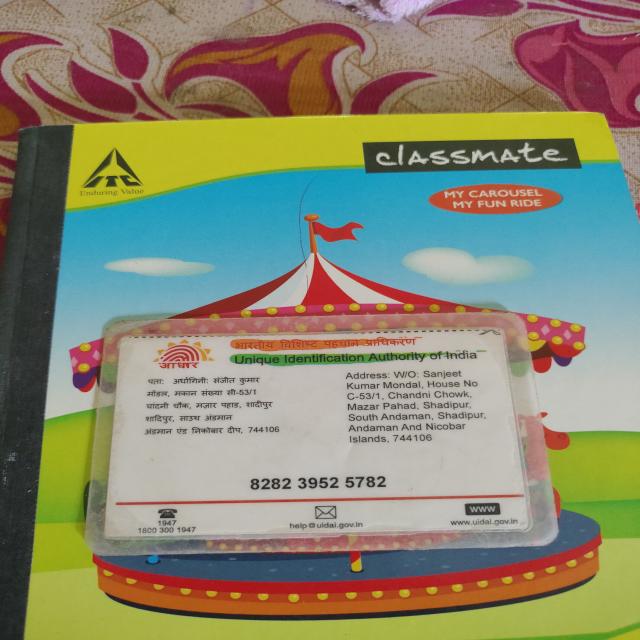 ITC
Enduring Value
classmate
MY CAROUSEL
MY FUN RIDE
आधार
भारतीय विशिष्ट पहचान प्राधिकरण
Unique Identification Authority of India
पता: अर्धांगिनी: संजीत कुमार
मंडल, मकान संख्या सी-53/1
चांदनी चौक, मज़ार पहाड़, शादीपुर
शादिपुर, साउथ अंडमान
अंडमान एंड निकोबार दीप, 744106
Address: W/O: Sanjeet
Kumar Mondal, House No
C-53/1, Chandni Chowk,
Mazar Pahad, Shadipur,
South Andaman, Shadipur,
Andaman And Nicobar
Islands, 744106
8282 3952 5782
1947
1800 300 1947
help@uidai.gov.in
www
www.uidai.gov.in